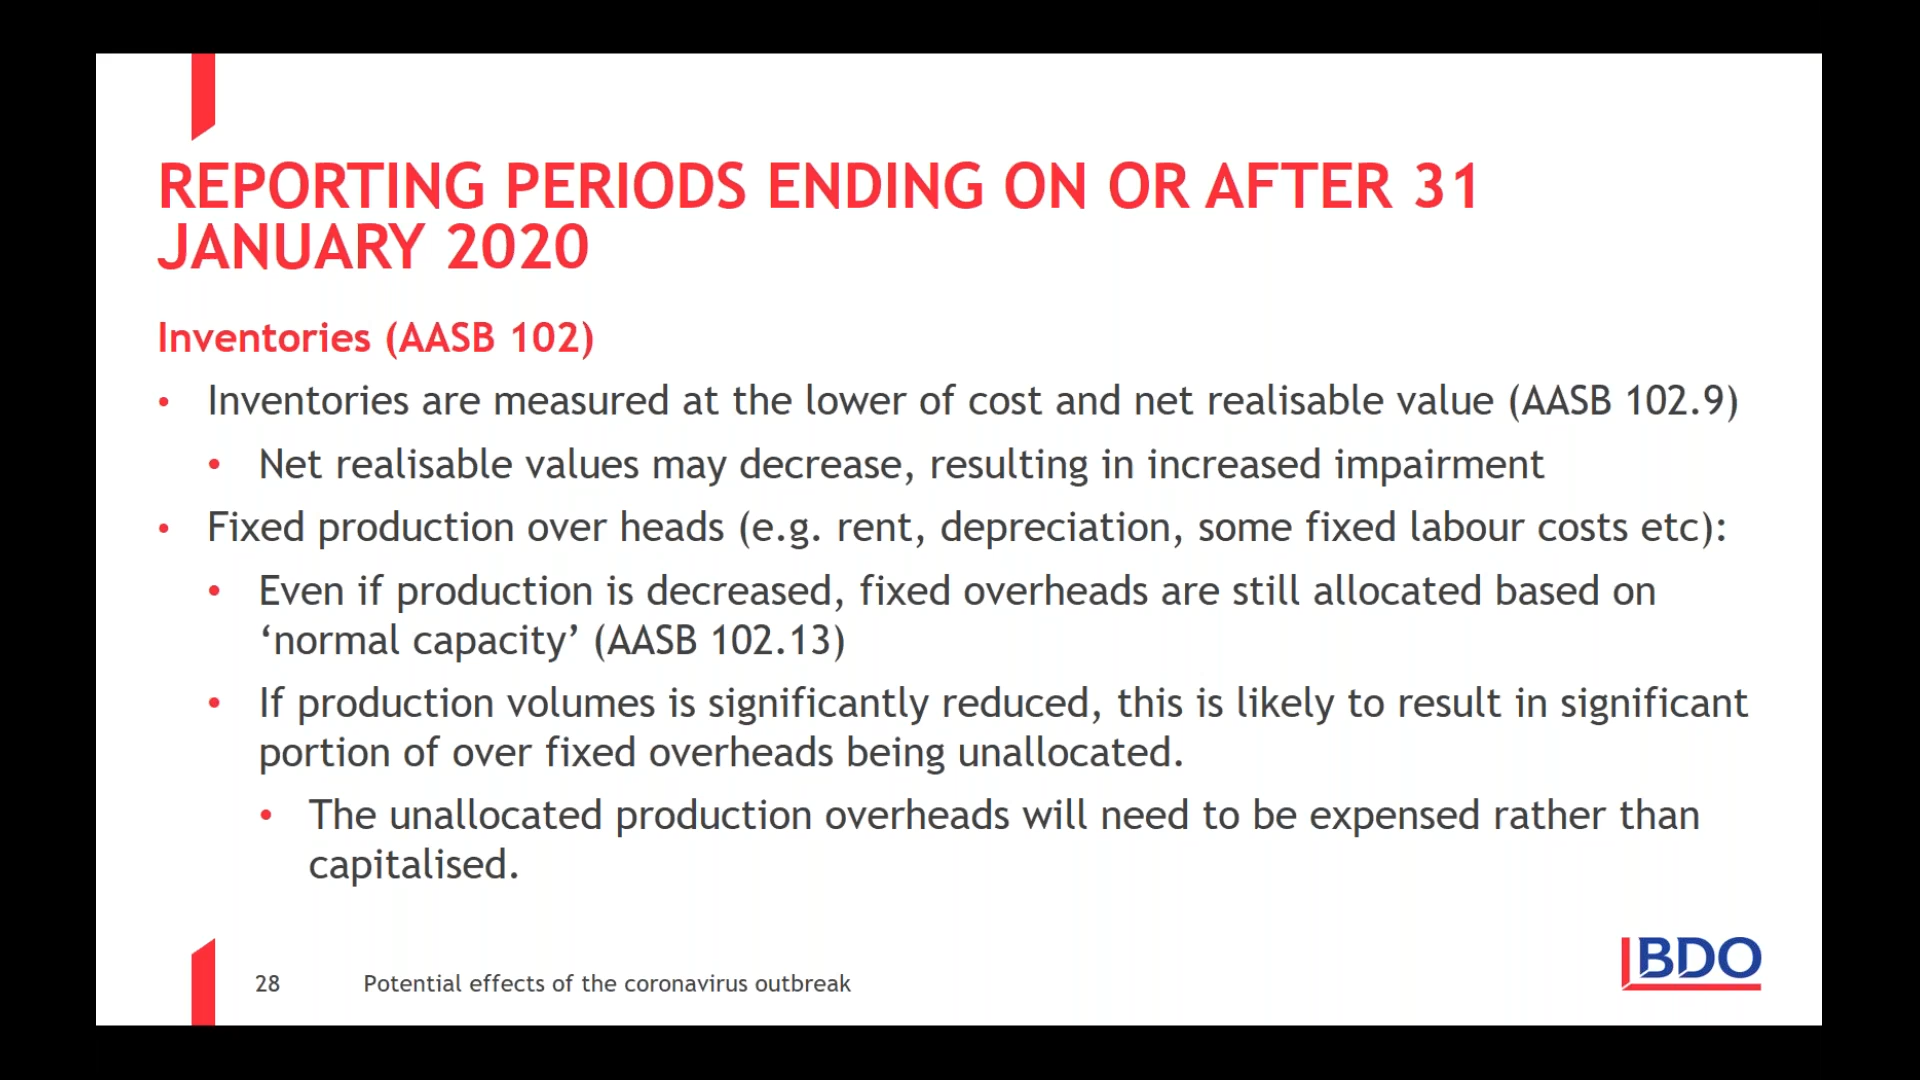 REPORTING PERIODS ENDING ON OR AFTER 31
JANUARY 2020
Inventories (AASB 102)
• Inventories are measured at the lower of cost and net realisable value (AASB 102.9)
• Net realisable values may decrease, resulting in increased impairment
• Fixed production over heads (e.g. rent, depreciation, some fixed labour costs etc):
• Even if production is decreased, fixed overheads are still allocated based on
‘normal capacity’ (AASB 102.13)
• If production volumes is significantly reduced, this is likely to result in significant
portion of over fixed overheads being unallocated.
• The unallocated production overheads will need to be expensed rather than
capitalised.
28 Potential effects of the coronavirus outbreak
BDO